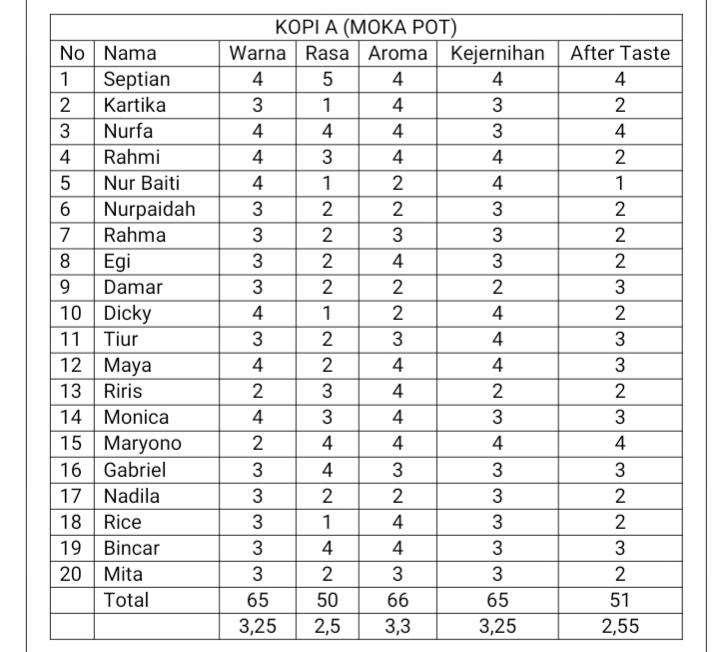 KOPI A (MOKA POT)
No Nama Warna Rasa Aroma Kejernihan After Taste
1 Septian 4 5 4 4 4
2 Kartika 3 1 4 3 2
3 Nurfa 4 4 4 3 4
4 Rahmi 4 3 4 4 2
5 Nur Baiti 4 1 2 4 1
6 Nurpaidah 3 2 2 3 2
7 Rahma 3 2 3 3 2
8 Egi 3 2 4 3 2
9 Damar 3 2 2 2 3
10 Dicky 4 1 2 4 2
11 Tiur 3 2 3 4 3
12 Maya 4 2 4 4 3
13 Riris 2 3 4 2 2
14 Monica 4 3 4 3 3
15 Maryono 2 4 4 4 4
16 Gabriel 3 4 3 3 3
17 Nadila 3 2 2 3 2
18 Rice 3 1 4 3 2
19 Bincar 3 4 4 3 3
20 Mita 3 2 3 3 2
Total 65 50 66 65 51
3,25 2,5 3,3 3,25 2,55